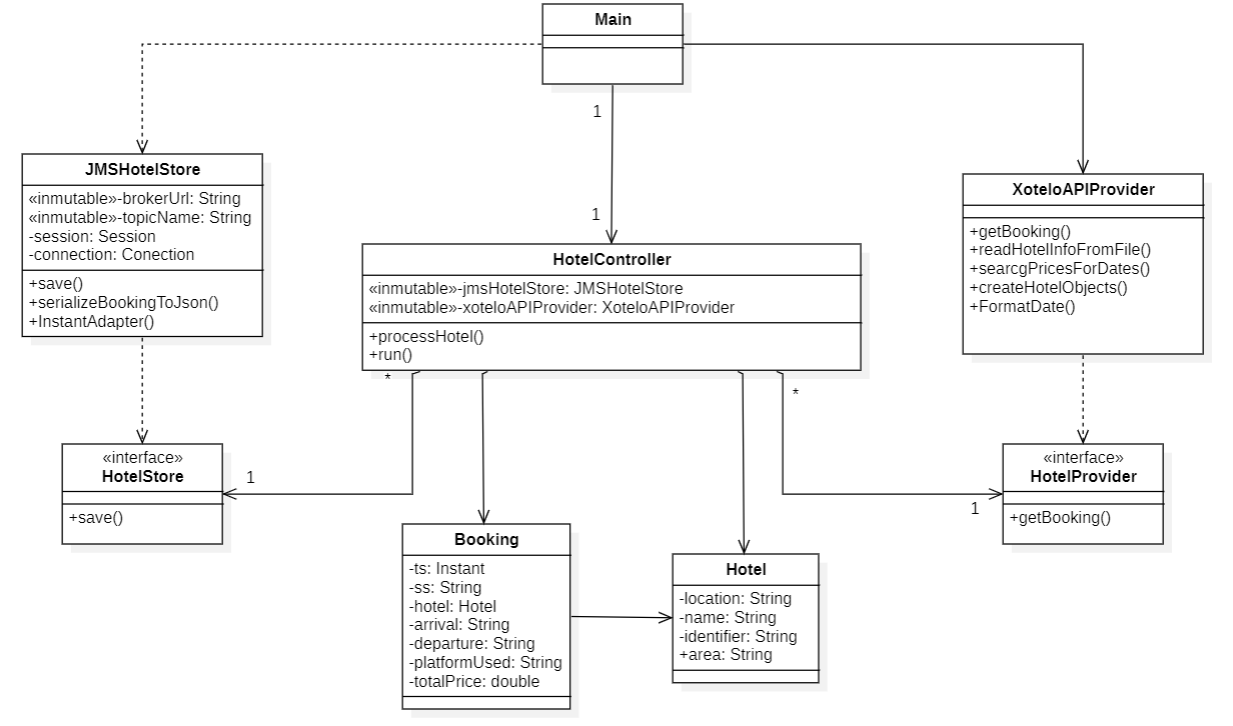 Main
1
1
JMSHotelStore
«inmutable»-brokerUrl: String
«inmutable»-topicName: String
-session: Session
-connection: Conection
+save()
+serializeBookingToJson()
+InstantAdapter()
HotelController
«inmutable»-jmsHotelStore: JMSHotelStore
«inmutable»-xoteloAPIProvider: XoteloAPIProvider
+processHotel()
+run()
*
*
XoteloAPIProvider
+getBooking()
+readHotelInfoFromFile()
+searcgPricesForDates()
+createHotelObjects()
+FormatDate()
«interface»
HotelStore
+save()
1
1
«interface»
HotelProvider
+getBooking()
Booking
-ts: Instant
-ss: String
-hotel: Hotel
-arrival: String
-departure: String
-platformUsed: String
-totalPrice: double
Hotel
-location: String
-name: String
-identifier: String
+area: String